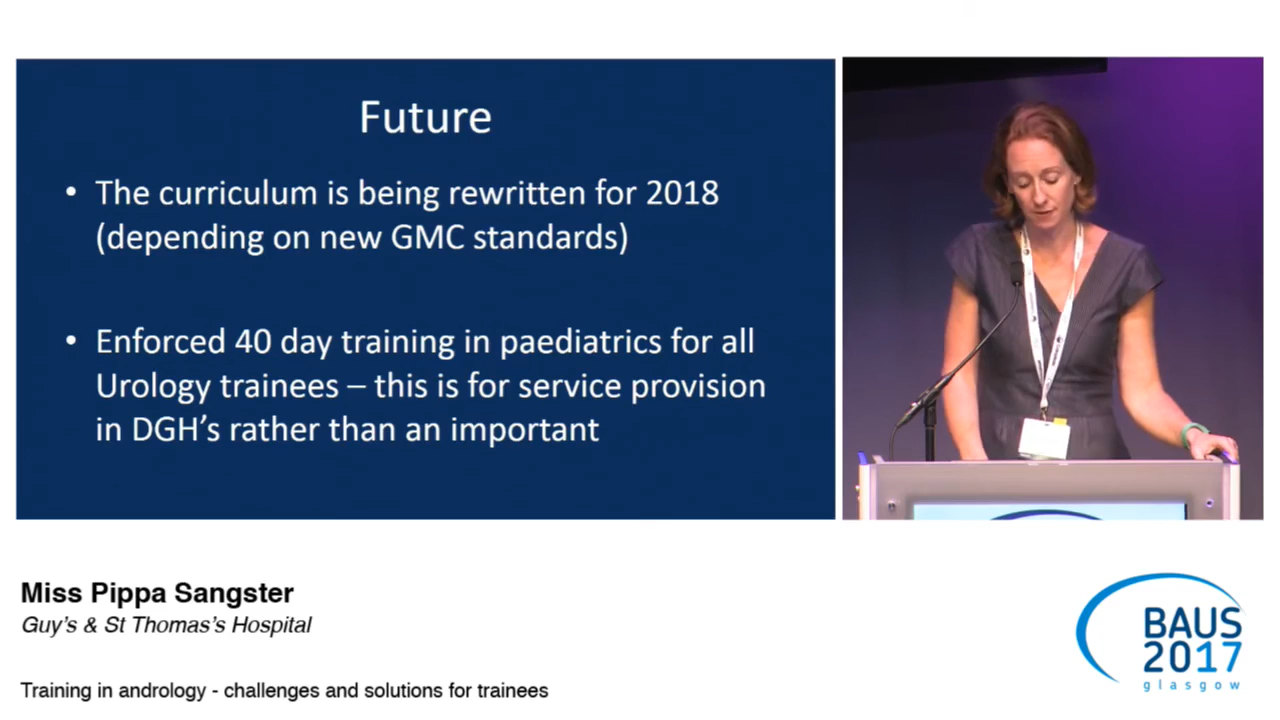 Future
• The curriculum is being rewritten for 2018
(depending on new GMC standards)
• Enforced 40 day training in paediatrics for all
Urology trainees – this is for service provision
in DGH's rather than an important
Miss Pippa Sangster
Guy's & St Thomas's Hospital
Training in andrology - challenges and solutions for trainees
BAUS
2017
glasgow